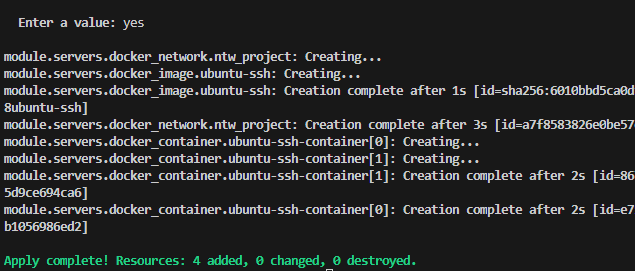 Enter a value: yes
module.servers.docker_network.ntw_project: Creating...
module.servers.docker_image.ubuntu-ssh: Creating...
module.servers.docker_image.ubuntu-ssh: Creation complete after 1s [id=sha256:6010bbd5ca0d
8ubuntu-ssh]
module.servers.docker_network.ntw_project: Creation complete after 3s [id=a7f8583826e0be57
module.servers.docker_container.ubuntu-ssh-container[0]: Creating...
module.servers.docker_container.ubuntu-ssh-container[1]: Creating...
module.servers.docker_container.ubuntu-ssh-container[1]: Creation complete after 2s [id=86
5d9ce694ca6]
module.servers.docker_container.ubuntu-ssh-container[0]: Creation complete after 2s [id=e7
b1056986ed2]
Apply complete! Resources: 4 added, 0 changed, 0 destroyed.